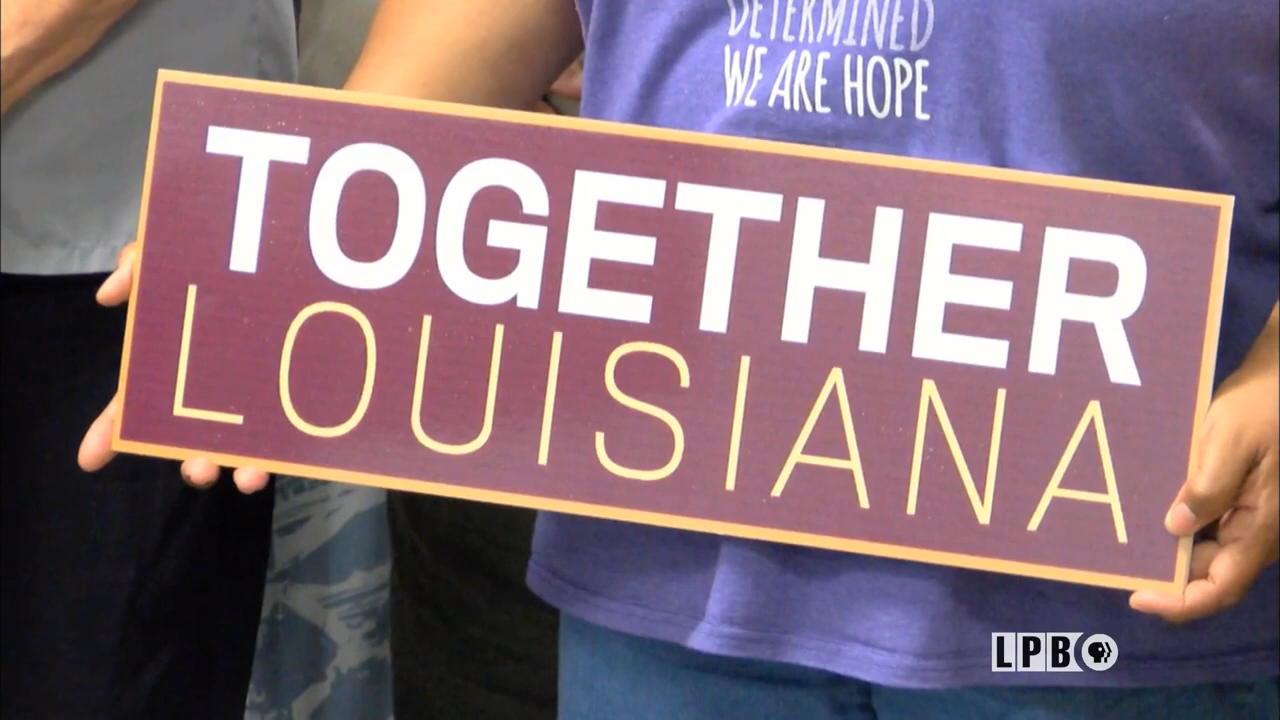 DETERMINED
WE ARE HOPE
TOGETHER
LOUISIANA
LPB